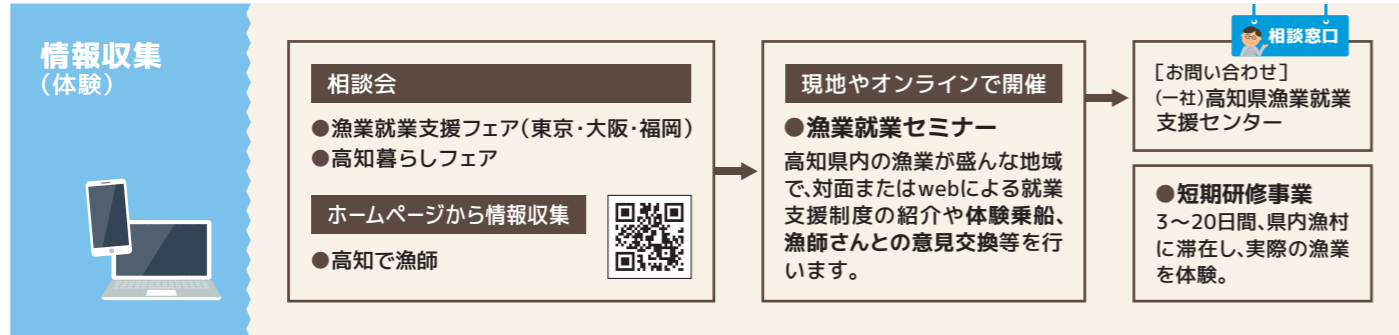 情報収集
（体験）
相談会
●漁業就業支援フェア（東京・大阪・福岡）
●高知暮らしフェア
ホームページから情報収集
●高知で漁師
現地やオンラインで開催
●漁業就業セミナー
高知県内の漁業が盛んな地域
で、対面またはwebによる就業
支援制度の紹介や体験乗船、
漁師さんとの意見交換等を行
います。
相談窓口
［お問い合わせ］
（一社）高知県漁業就業
支援センター
●短期研修事業
3～20日間、県内漁村
に滞在し、実際の漁業
を体験。